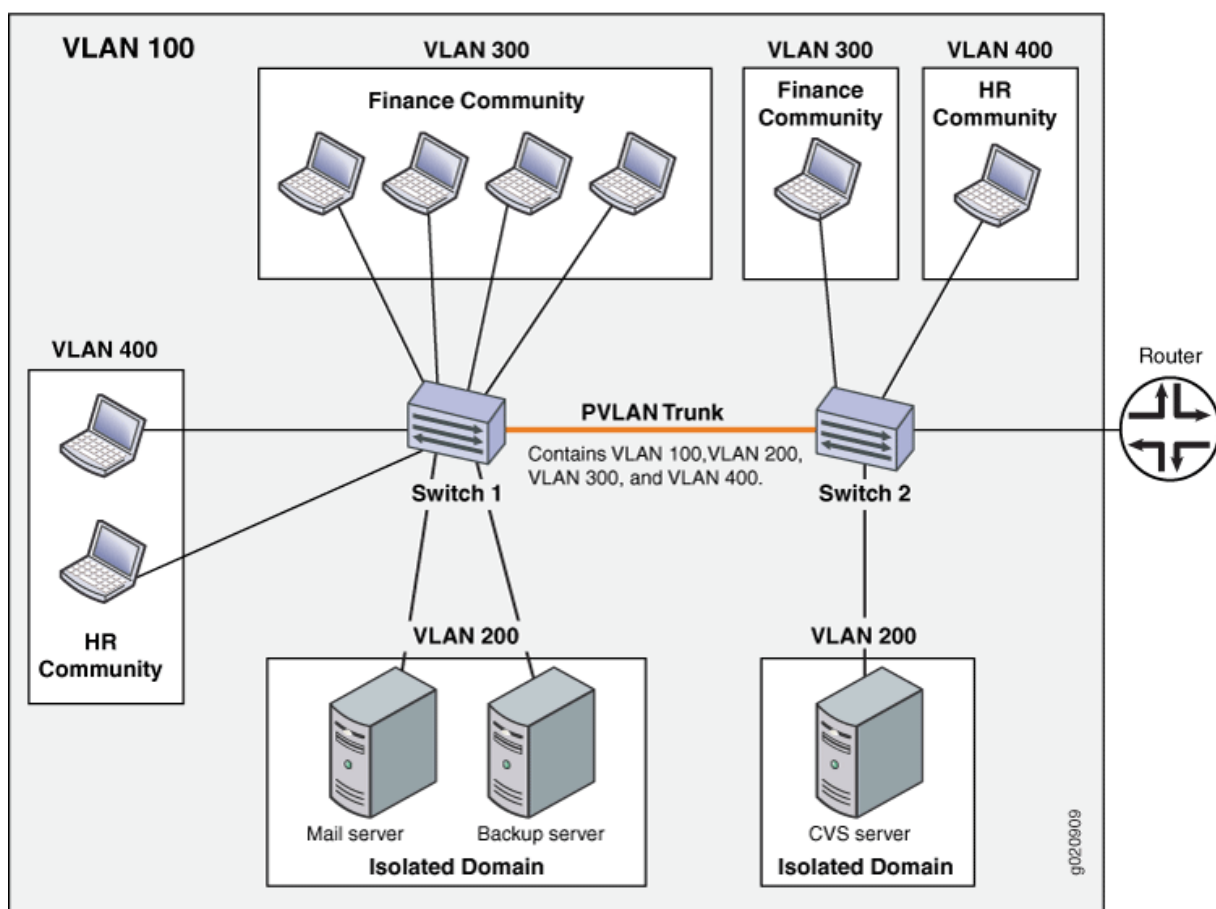 VLAN 100
VLAN 300
Finance Community
VLAN 300
Finance
Community
VLAN 400
HR
Community
VLAN 400
HR
Community
Router
PVLAN Trunk
Contains VLAN 100,VLAN 200,
VLAN 300, and VLAN 400.
Switch 1
Switch 2
VLAN 200
Mail server
Backup server
Isolated Domain
VLAN 200
CVS server
Isolated Domain
g020909